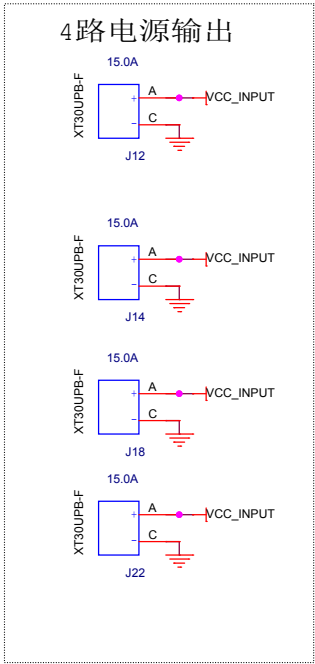 4路电源输出
15.0A
XT30UPB-F
+ A VCC_INPUT
- C
J12
15.0A
XT30UPB-F
+ A VCC_INPUT
- C
J14
15.0A
XT30UPB-F
+ A VCC_INPUT
- C
J18
15.0A
XT30UPB-F
+ A VCC_INPUT
- C
J22